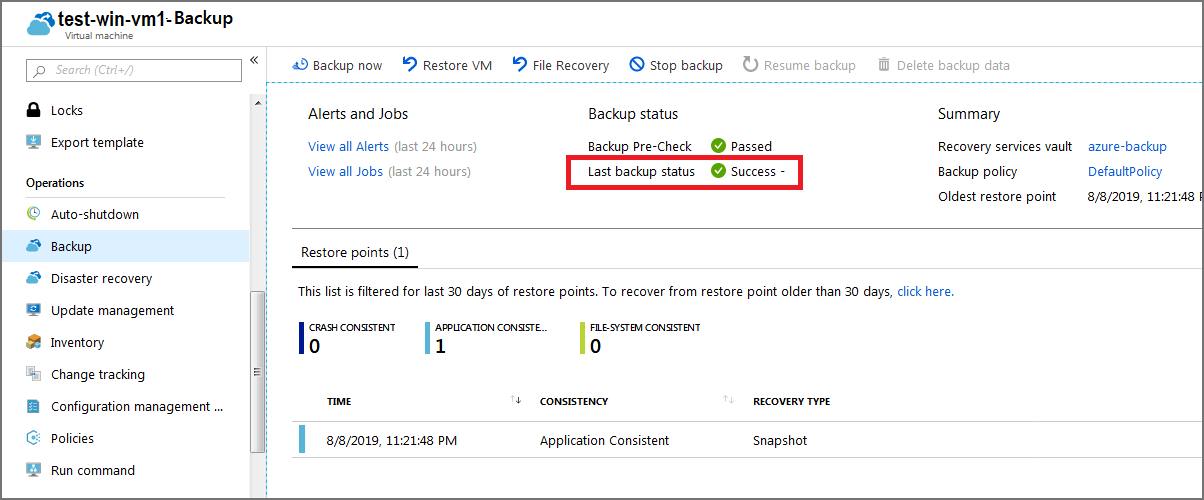 test-win-vm1-Backup
Virtual machine
Search (Ctrl+/)
«
Locks
Export template
Operations
Auto-shutdown
Backup
Disaster recovery
Update management
Inventory
Change tracking
Configuration management ...
Policies
Run command
Backup now Restore VM File Recovery Stop backup Resume backup Delete backup data
Alerts and Jobs
View all Alerts (last 24 hours)
View all Jobs (last 24 hours)
Backup status
Backup Pre-Check Passed
Last backup status Success -
Summary
Recovery services vault azure-backup
Backup policy DefaultPolicy
Oldest restore point 8/8/2019, 11:21:48 P
Restore points (1)
This list is filtered for last 30 days of restore points. To recover from restore point older than 30 days, click here.
CRASH CONSISTENT
0
APPLICATION CONSISTE...
1
FILE-SYSTEM CONSISTENT
0
TIME CONSISTENCY RECOVERY TYPE
8/8/2019, 11:21:48 PM Application Consistent Snapshot